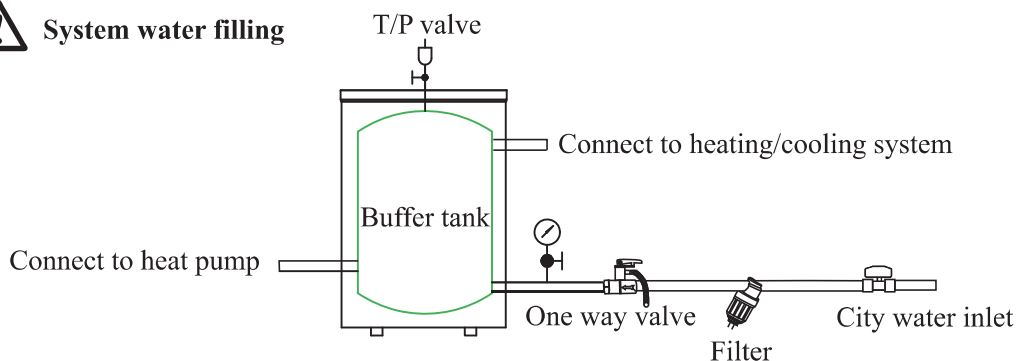 System water filling
T/P valve
Connect to heating/cooling system
Buffer tank
Connect to heat pump
One way valve
City water inlet
Filter